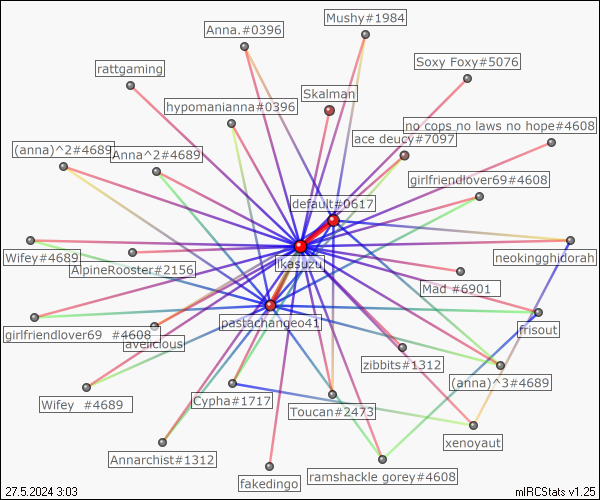 Mushy#1984
Anna.#0396
Soxy Foxy#5076
rattgaming
Skalman
hypomanianna#0396
no cops no laws no hope#4608
ace deucy#7097
(anna)^2#4689
Anna^2#4689
girlfriendlover69#4608
default#0617
Wifey#4689
neokingghidorah
AlpineRooster#2156
ikasuzu
Mad #6901
pastachangeo41
frisout
girlfriendlover69 #4608
avelicious
zibbits#1312
(anna)^3#4689
Wifey #4689
Cypha#1717
Toucan#2473
xenoyaut
Annarchist#1312
fakedingo
ramshackle gorey#4608
27.5.2024 3:03
mIRCStats v1.25